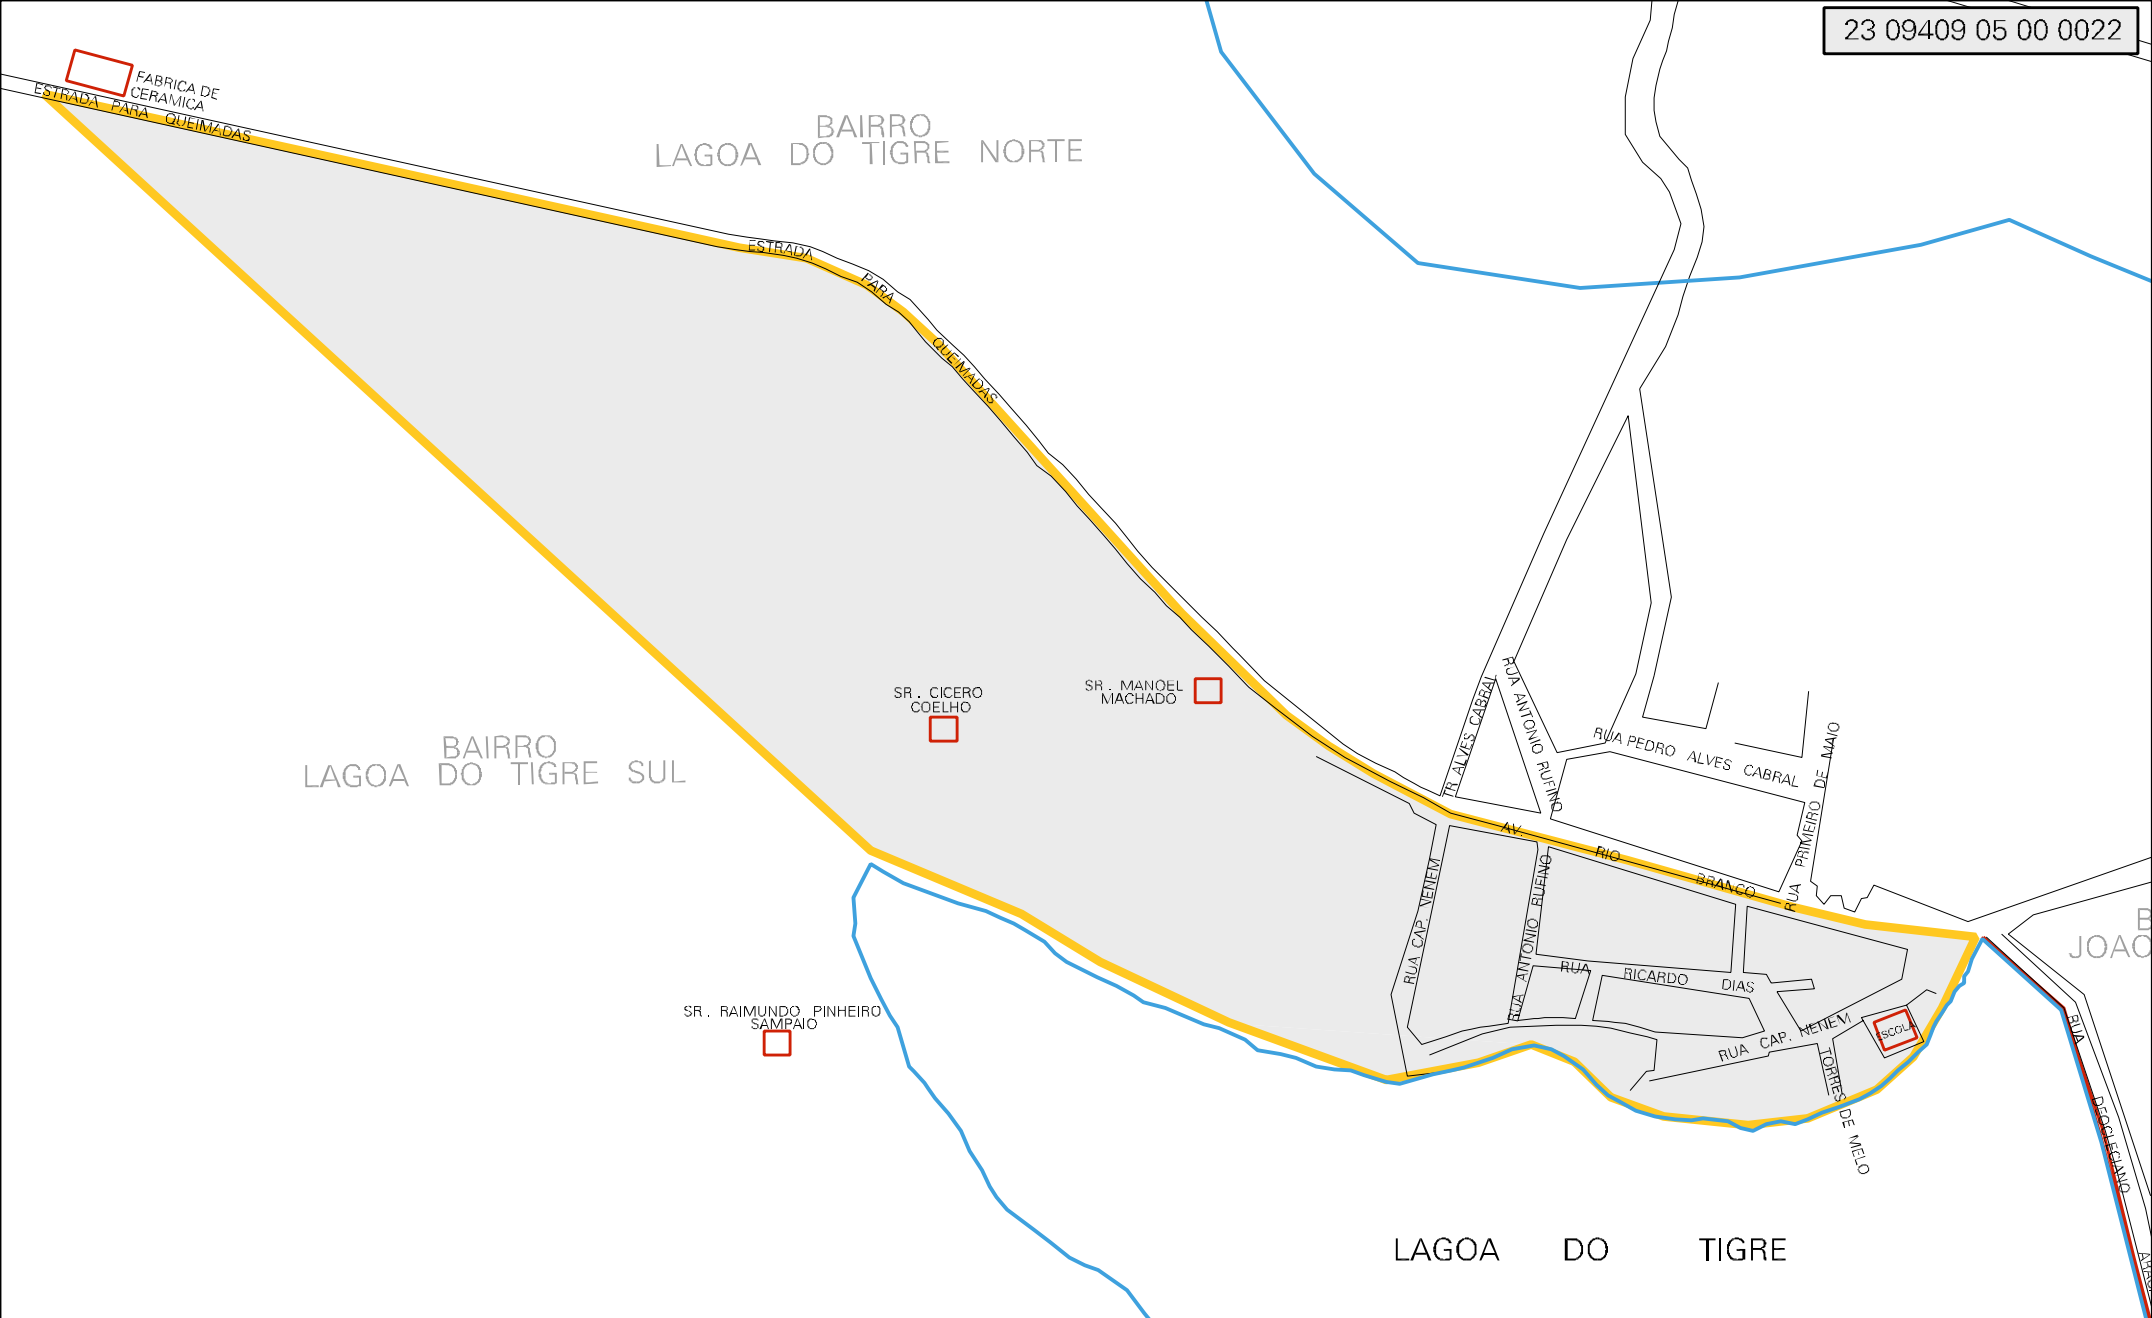 23 09409 05 00 0022
FABRICA DE
CERAMICA
ESTRADA PARA QUEIMADAS
BAIRRO
LAGOA DO TIGRE NORTE
ESTRADA PARA QUEIMADAS
SR. CICERO
COELHO
SR. MANOEL
MACHADO
BAIRRO
LAGOA DO TIGRE SUL
TR ALVES CABRAL
RUA ANTONIO RUFINO
RUA PEDRO ALVES CABRAL
RUA PRIMEIRO DE MAIO
AV. RIO BRANCO
RUA CAP. NENEM
RUA ANTONIO RUFINO
RUA RICARDO DIAS
RUA CAP. NENEM
ESCOLA
TORRES DE MELO
JOAO
SR. RAIMUNDO PINHEIRO
SAMPAIO
RUA DEOCLECIANO
LAGOA DO TIGRE